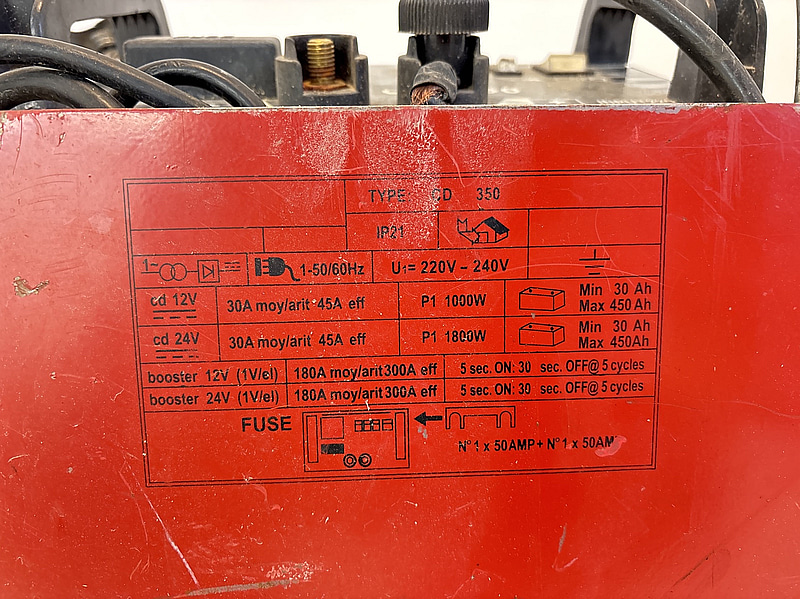 TYPE CD 350
IP21
1~
1-50/60Hz
U1= 220V – 240V
cd 12V
30A moy/arit 45A eff
P1 1000W
Min 30 Ah
Max 450 Ah
cd 24V
30A moy/arit 45A eff
P1 1800W
Min 30 Ah
Max 450Ah
booster 12V (1V/el) 180A moy/arit 300A eff 5 sec. ON: 30 sec. OFF@ 5 cycles
booster 24V (1V/el) 180A moy/arit 300A eff 5 sec. ON: 30 sec. OFF@ 5 cycles
FUSE
N°1 x 50AMP + N°1 x 50AM